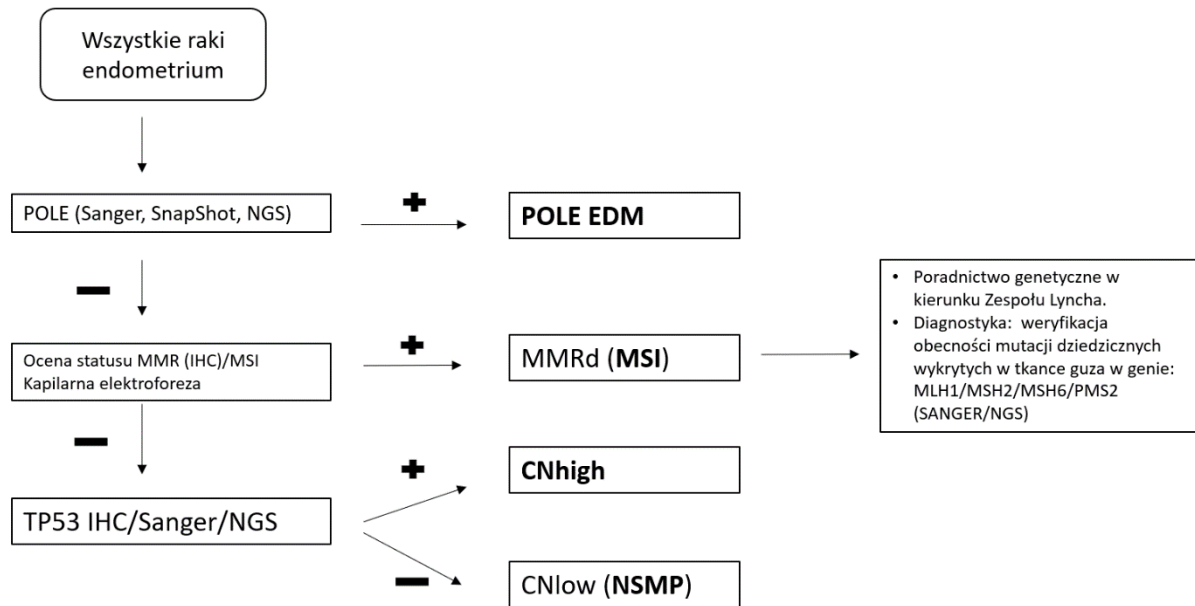 Wszystkie raki
endometrium
POLE (Sanger, SnapShot, NGS)
POLE EDM
Ocena statusu MMR (IHC)/MSI
Kapilarna elektroforeza
MMRd (MSI)
• Poradnictwo genetyczne w
kierunku Zespołu Lyncha.
• Diagnostyka: weryfikacja
obecności mutacji dziedzicznych
wykrytych w tkance guza w genie:
MLH1/MSH2/MSH6/PMS2
(SANGER/NGS)
TP53 IHC/Sanger/NGS
CNhigh
CNlow (NSMP)